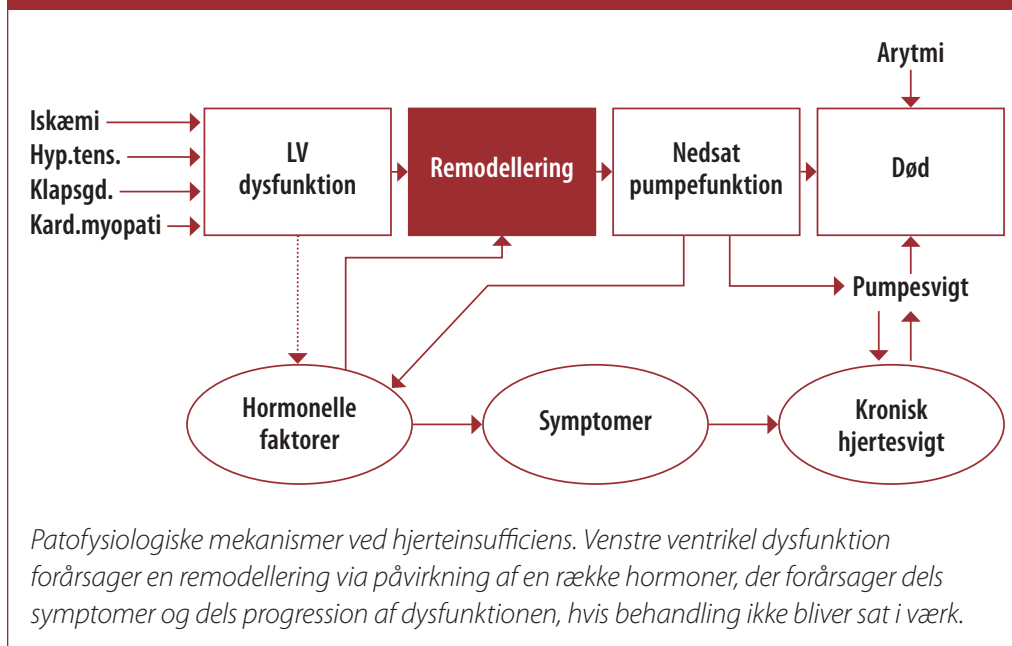 Arytmi
Iskæmi
Hyp.tens.
Klapsgd.
Kard.myopati
LV
dysfunktion
Remodellering
Nedsat
pumpefunktion
Død
Pumpesvigt
Hormonelle
faktorer
Symptomer
Kronisk
hjertesvigt
Patofysiologiske mekanismer ved hjerteinsufficiens. Venstre ventrikel dysfunktion
forårsager en remodellering via påvirkning af en række hormoner, der forårsager dels
symptomer og dels progression af dysfunktionen, hvis behandling ikke bliver sat i værk.